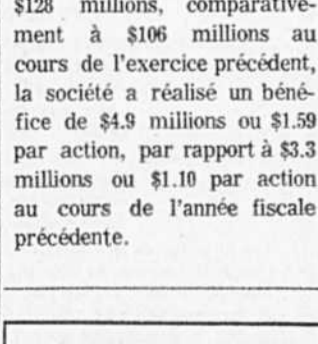 $128 millions, comparative-
ment à $106 millions au
cours de l'exercice précédent,
la société a réalisé un béné-
fice de $4.9 millions ou $1.59
par action, par rapport à $3.3
millions ou $1.10 par action
au cours de l'année fiscale
précédente.